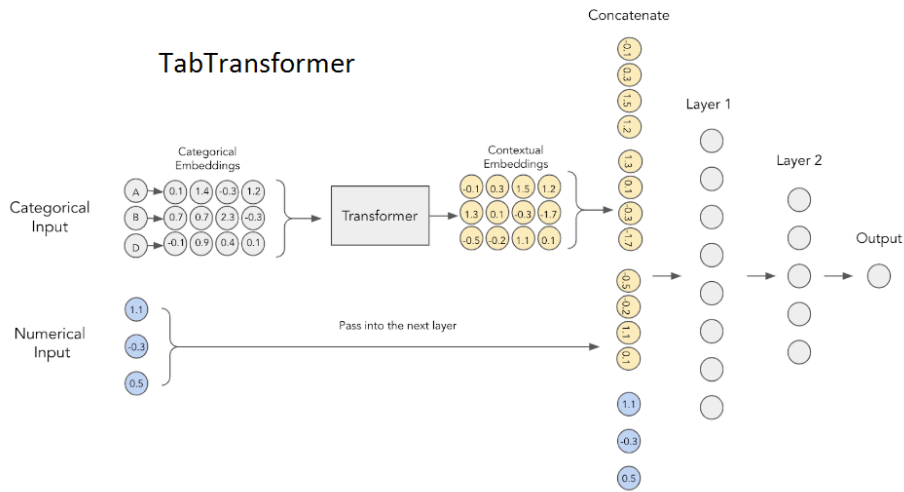 TabTransformer
Concatenate
Layer 1
Layer 2
Output
Categorical
Embeddings
Contextual
Embeddings
Categorical
Input
A
0.1 1.4 -0.3 1.2
B
0.7 0.7 2.3 -0.3
D
-0.1 0.9 0.4 0.1
Transformer
-0.1 0.3 1.5 1.2
1.3 0.1 -0.3 -1.7
-0.5 -0.2 1.1 0.1
Numerical
Input
1.1
-0.3
0.5
Pass into the next layer
-0.1
0.3
1.5
1.2
1.3
0.1
-0.3
-1.7
-0.5
-0.2
1.1
0.1
1.1
-0.3
0.5